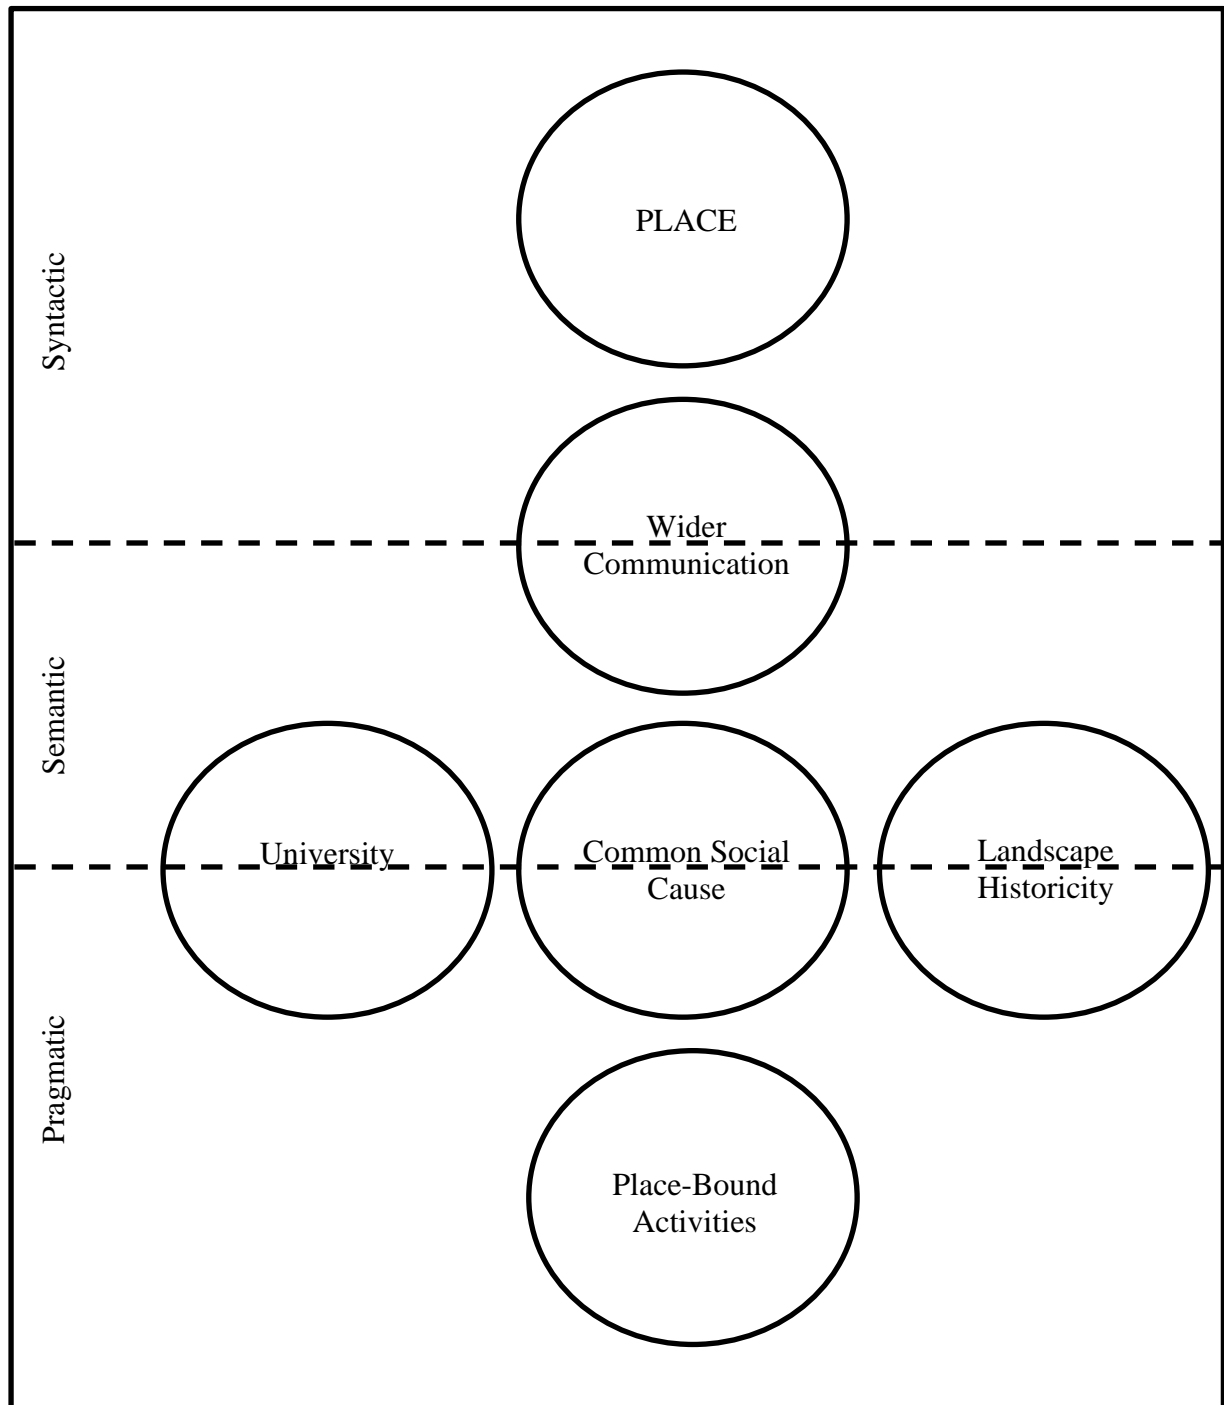 PLACE
Syntactic
Wider
Communication
Semantic
University
Common Social
Cause
Landscape
Historicity
Pragmatic
Place-Bound
Activities